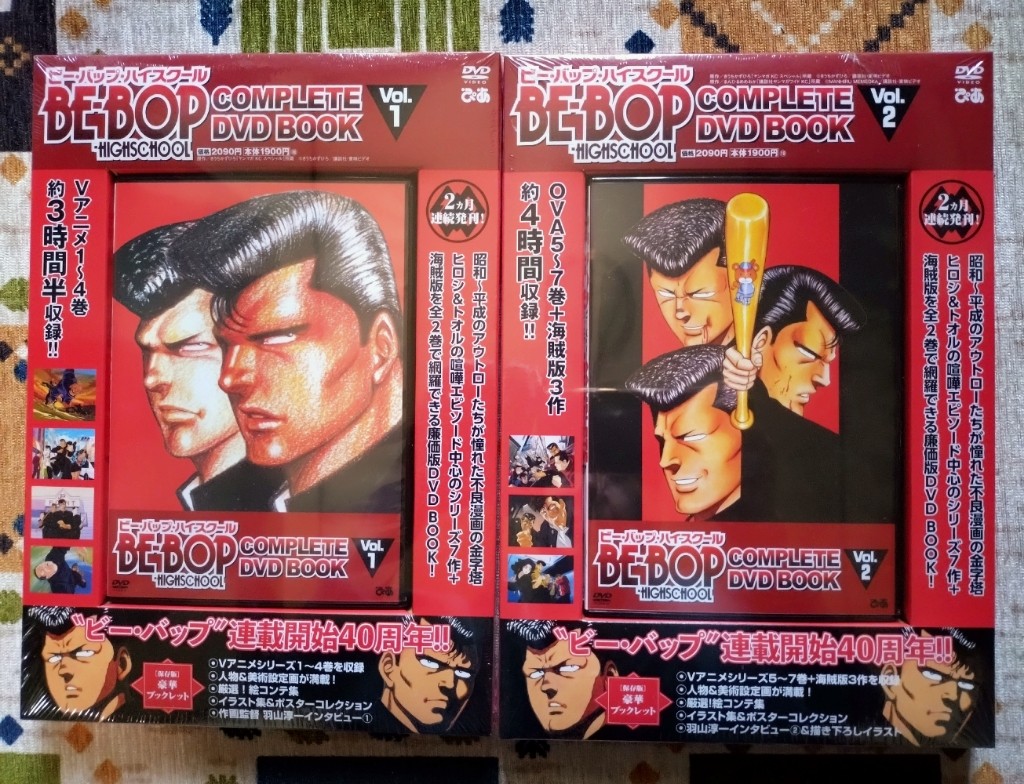 ビー・バップ・ハイスクール
BE-BOP
-HIGHSCHOOL
COMPLETE
DVD BOOK
Vol.
1
DVD
VIDEO
ぴあ
価格2090円 本体1900円
Vアニメ1〜4巻
約3時間半収録!!
2ヵ月
連続発刊!
昭和〜平成のアウトローたちが憧れた不良漫画の金字塔
ヒロシ&トオルの喧嘩エピソード中心のシリーズ7作+
海賊版を全2巻で網羅できる廉価版DVD BOOK!
ビー・バップ・ハイスクール
BE-BOP
-HIGHSCHOOL
COMPLETE
DVD BOOK
Vol.
1
DVD
ぴあ
"ビー・バップ"連載開始40周年!!
[保存版]
豪華
ブックレット
●Vアニメシリーズ1〜4巻を収録
●人物&美術設定画が満載!
●厳選!絵コンテ集
●イラスト集&ポスターコレクション
●作画監督 羽山淳一インタビュー①
ビー・バップ・ハイスクール
BE-BOP
-HIGHSCHOOL
COMPLETE
DVD BOOK
Vol.
2
DVD
VIDEO
ぴあ
価格2090円 本体1900円
OVA5〜7巻+海賊版3作
約4時間収録!!
2ヵ月
連続発刊!
昭和〜平成のアウトローたちが憧れた不良漫画の金字塔
ヒロシ&トオルの喧嘩エピソード中心のシリーズ7作+
海賊版を全2巻で網羅できる廉価版DVD BOOK!
ビー・バップ・ハイスクール
BE-BOP
-HIGHSCHOOL
COMPLETE
DVD BOOK
Vol.
2
DVD
ぴあ
"ビー・バップ"連載開始40周年!!
[保存版]
豪華
ブックレット
●Vアニメシリーズ5〜7巻+海賊版3作を収録
●人物&美術設定画が満載!
●厳選!絵コンテ集
●イラスト集&ポスターコレクション
●羽山淳一インタビュー②&描き下ろしイラスト